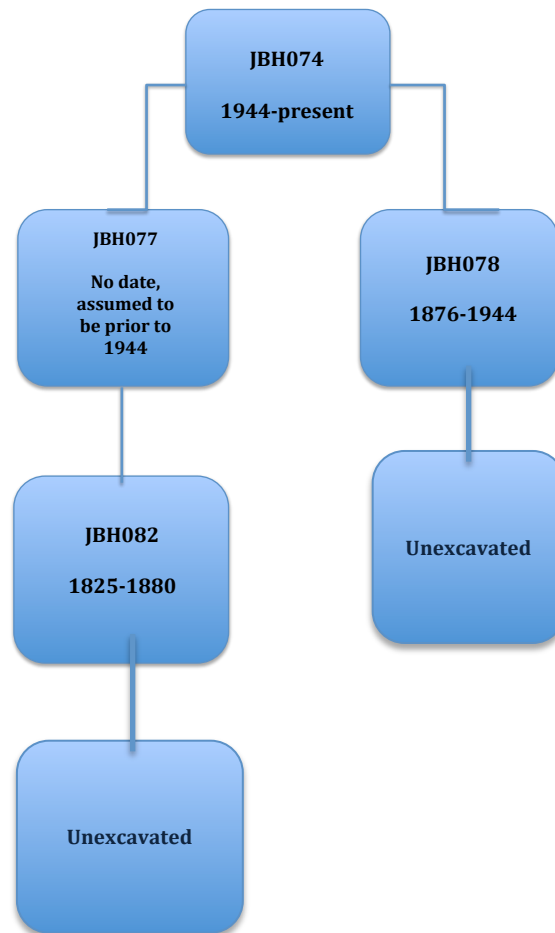 JBH074
1944-present
JBH077
No date,
assumed to
be prior to
1944
JBH078
1876-1944
JBH082
1825-1880
Unexcavated
Unexcavated